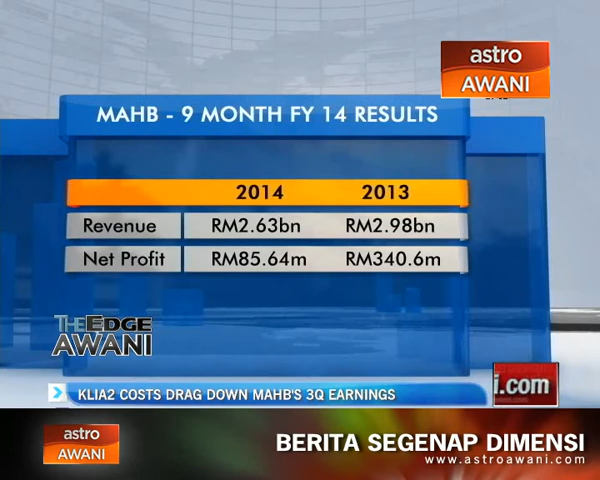 astro
AWANI
MAHB - 9 MONTH FY 14 RESULTS
2014 2013
Revenue RM2.63bn RM2.98bn
Net Profit RM85.64m RM340.6m
THE EDGE
AWANI
KLIA2 COSTS DRAG DOWN MAHB'S 3Q EARNINGS
i.com
astro
AWANI
BERITA SEGENAP DIMENSI
www.astroawani.com